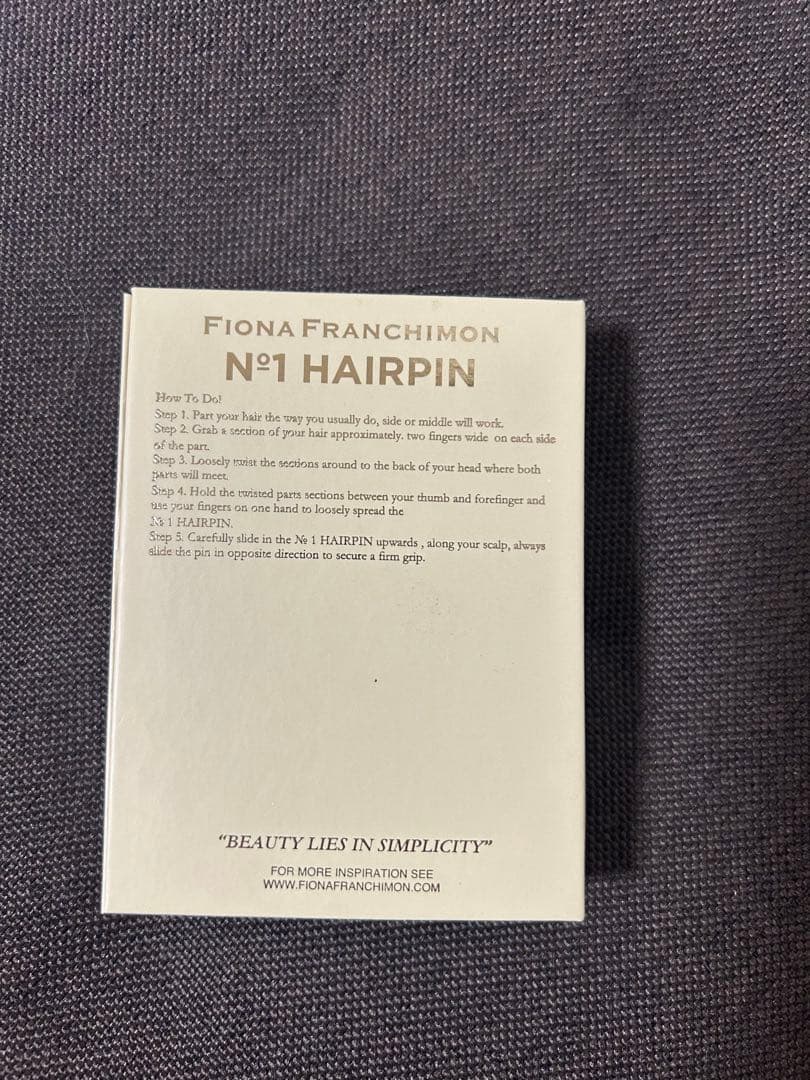 FIONA FRANCHIMON
Nº1 HAIRPIN
How To Do!
Step 1. Part your hair the way you usually do, side or middle will work.
Step 2. Grab a section of your hair approximately. two fingers wide on each side
of the part.
Step 3. Loosely twist the sections around to the back of your head where both
parts will meet.
Step 4. Hold the twisted parts sections between your thumb and forefinger and
use your fingers on one hand to loosely spread the
№ 1 HAIRPIN.
Step 5. Carefully slide in the № 1 HAIRPIN upwards , along your scalp, always
slide the pin in opposite direction to secure a firm grip.
“BEAUTY LIES IN SIMPLICITY”
FOR MORE INSPIRATION SEE
WWW.FIONAFRANCHIMON.COM